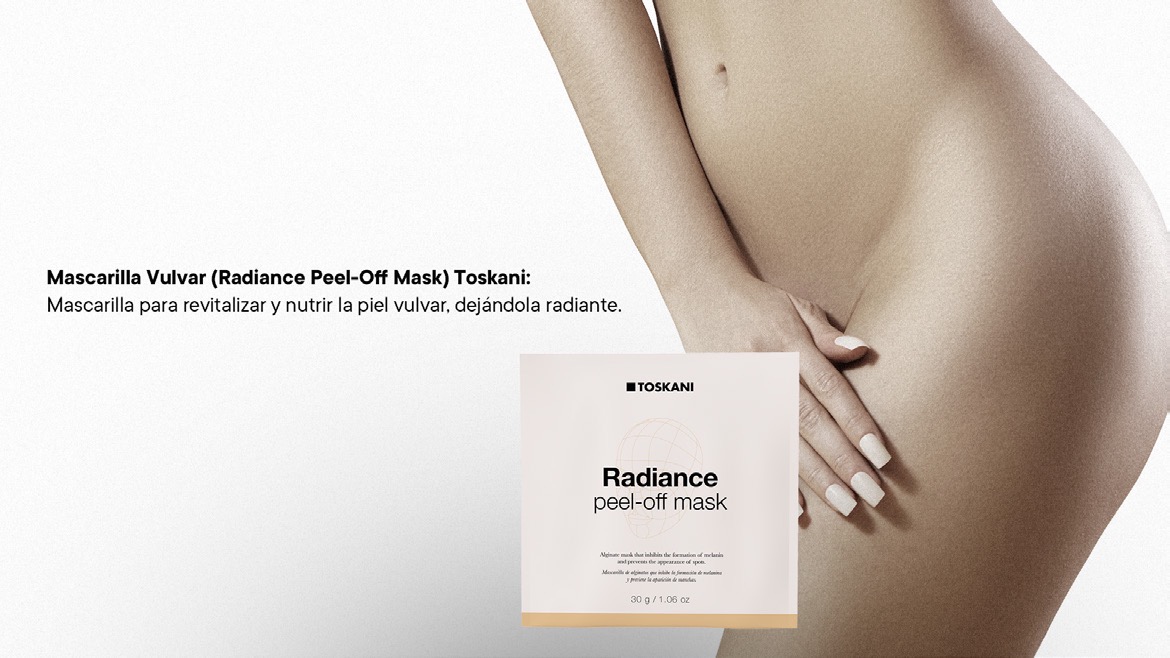 Mascarilla Vulvar (Radiance Peel-Off Mask) Toskani:
Mascarilla para revitalizar y nutrir la piel vulvar, dejándola radiante.
TOSKANI
Radiance
peel-off mask
Alginate mask that inhibits the formation of melanin
and prevents the appearance of spots.
Mascarilla de alginatos que inhibe la formación de melanina
y previene la aparición de manchas.
30 g / 1.06 oz